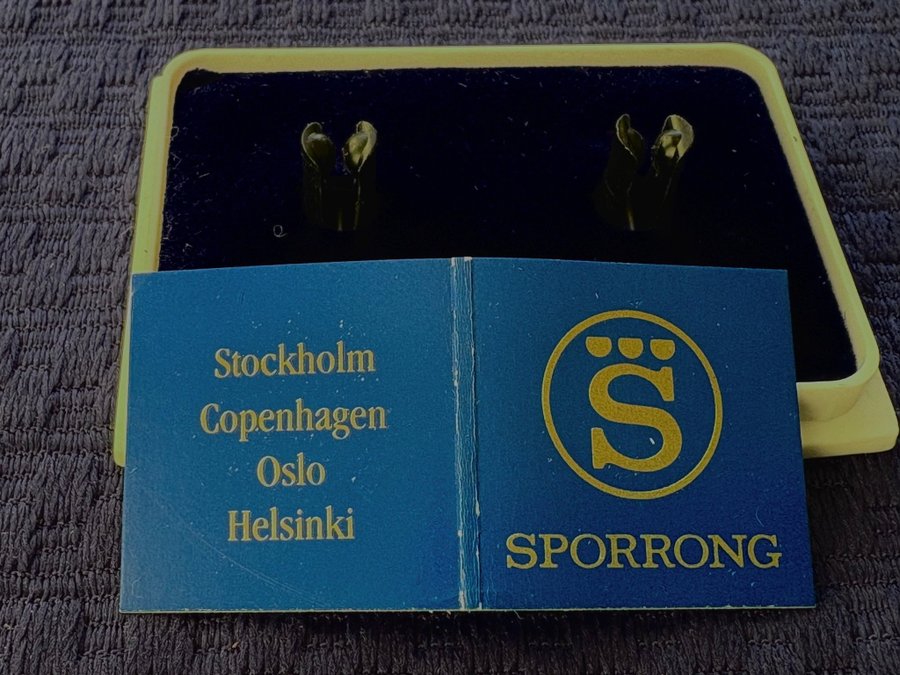 Stockholm
Copenhagen
Oslo
Helsinki
S
SPORRONG